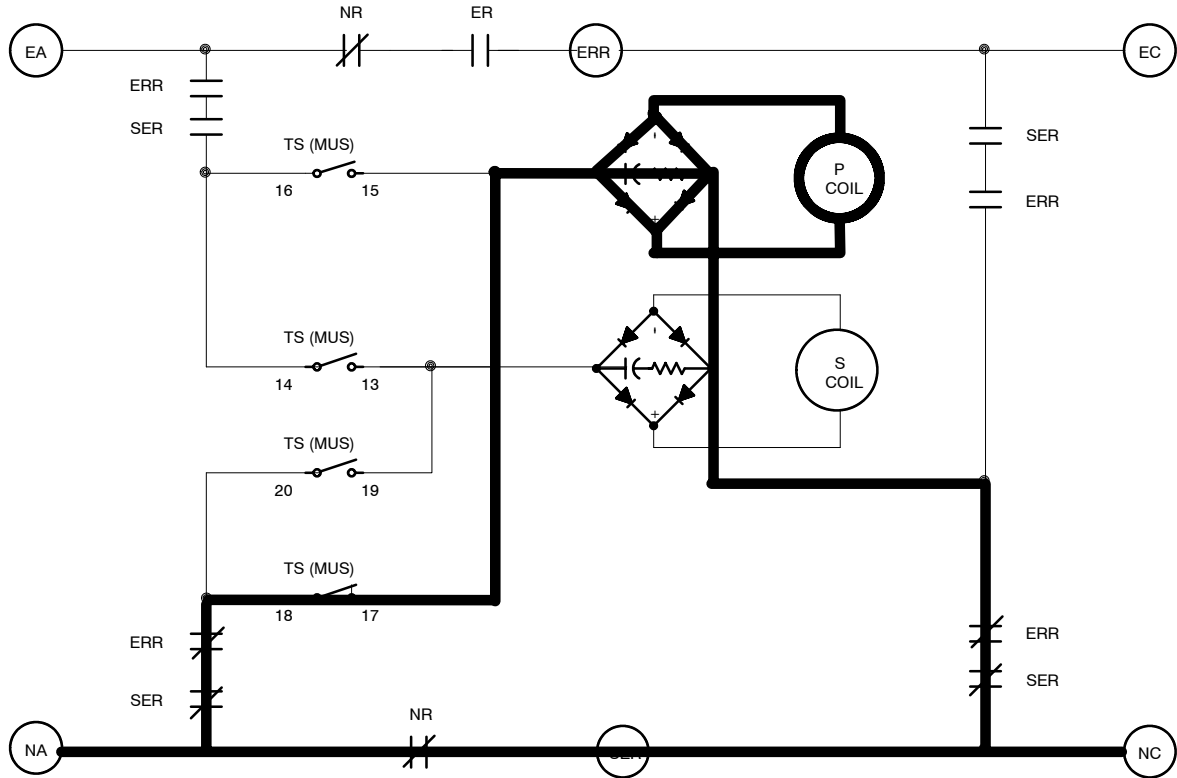 NR
ER
EA
ERR
EC
ERR
SER
TS (MUS)
16
15
P
COIL
SER
ERR
TS (MUS)
14
13
S
COIL
TS (MUS)
20
19
TS (MUS)
18
17
ERR
SER
ERR
SER
NR
NA
NC